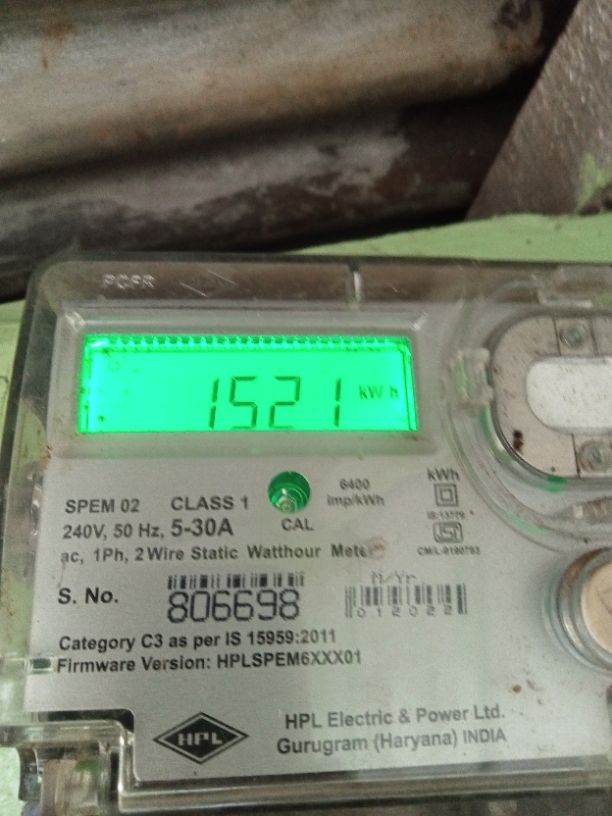 1521 kWh
SPEM 02 CLASS 1
CAL
6400
imp/kWh
kWh
240V, 50 Hz, 5-30A
ac, 1Ph, 2 Wire Static Watthour Meter
S. No. 806698
M/Yr
012022
Category C3 as per IS 15959:2011
Firmware Version: HPLSPEM6XXX01
HPL
HPL Electric & Power Ltd.
Gurugram (Haryana) INDIA